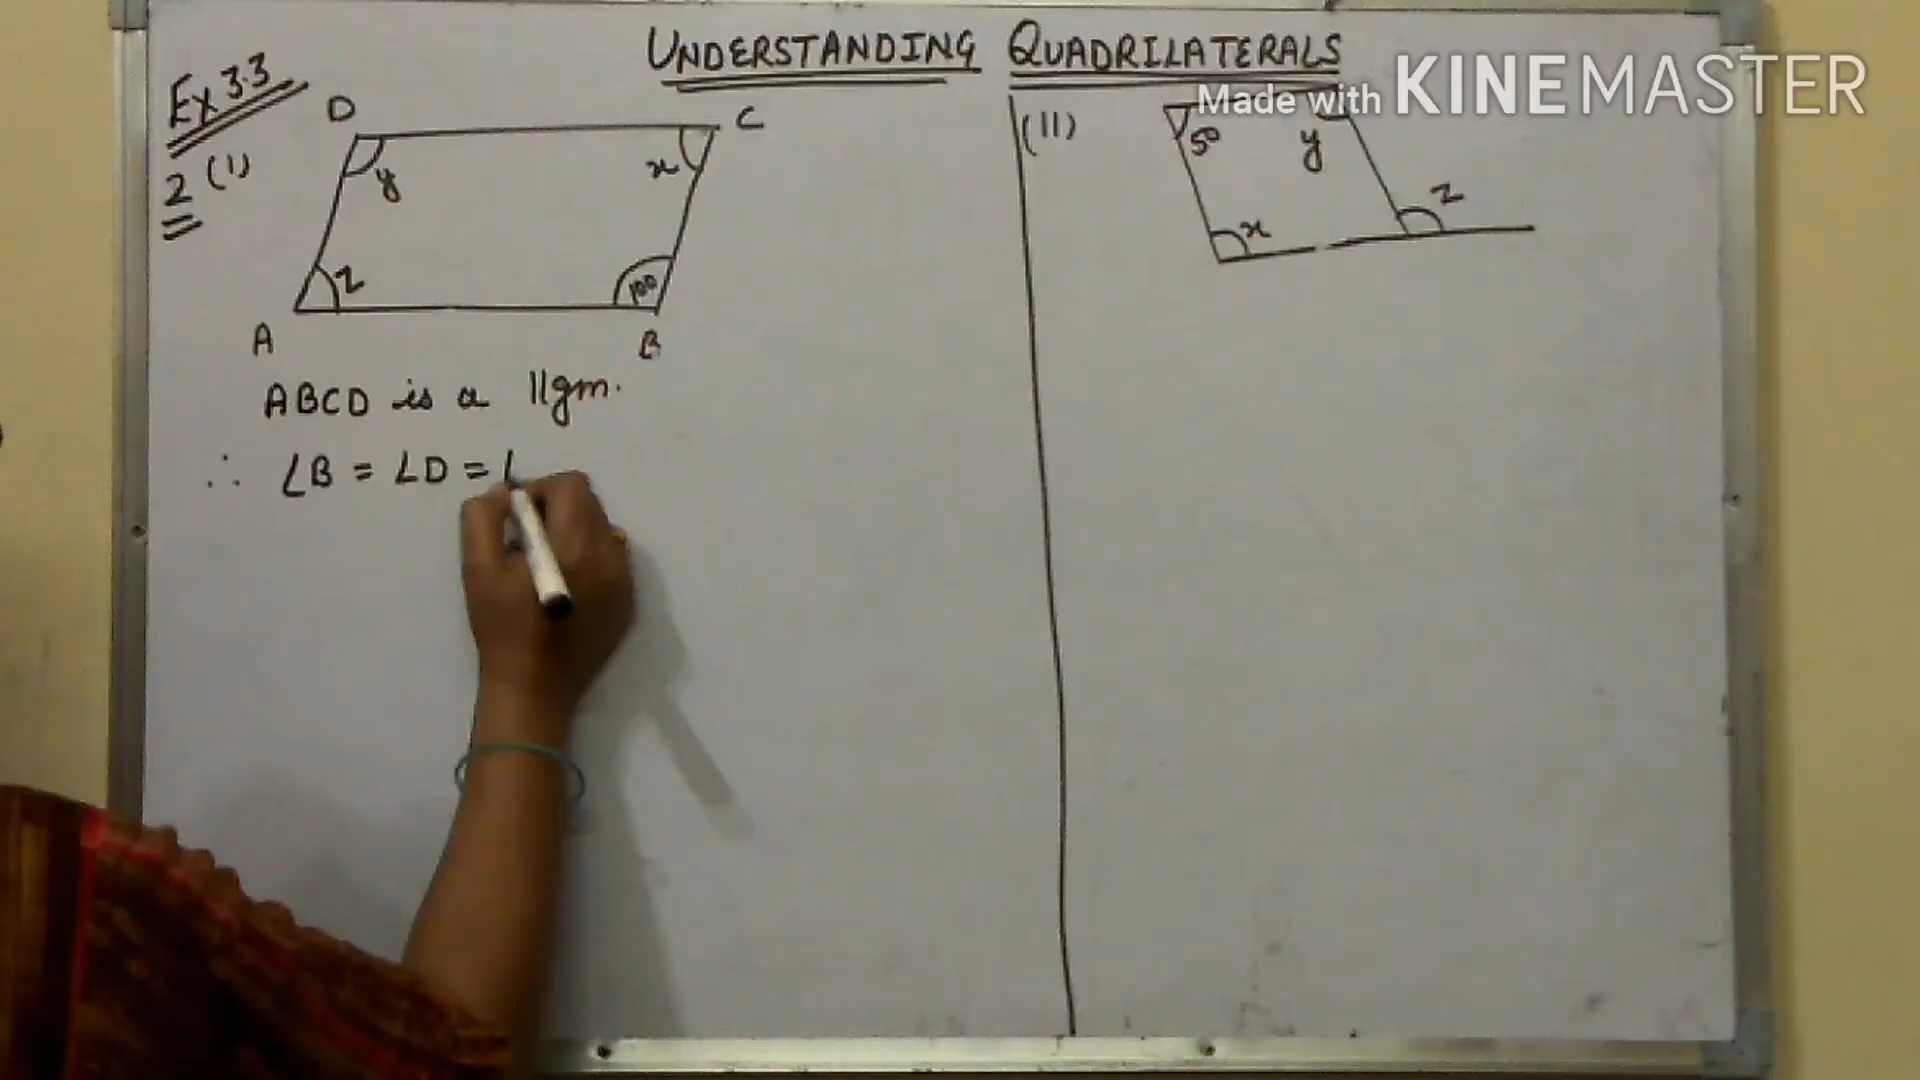 UNDERSTANDING QUADRILATERALS
Made with KINEMASTER
Ex 3.3
2 (i)
D
C
y
x
z
100
A
B
ABCD is a ||gm.
∴ ∠B = ∠D =
(II)
50
y
x
z